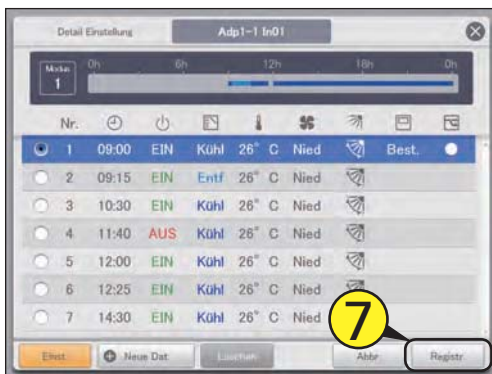 Detail Einstellung Adp1-1 In01
Modus 1 0h 6h 12h 18h 0h
Nr.
1 09:00 EIN Kühl 26° C Nied Best.
2 09:15 EIN Entf 26° C Nied
3 10:30 EIN Kühl 26° C Nied
4 11:40 AUS Kühl 26° C Nied
5 12:00 EIN Kühl 26° C Nied
6 12:25 EIN Kühl 26° C Nied
7 14:30 EIN Kühl 26° C Nied
7
Einst. Neue Dat. Löschen Abbr. Registr.